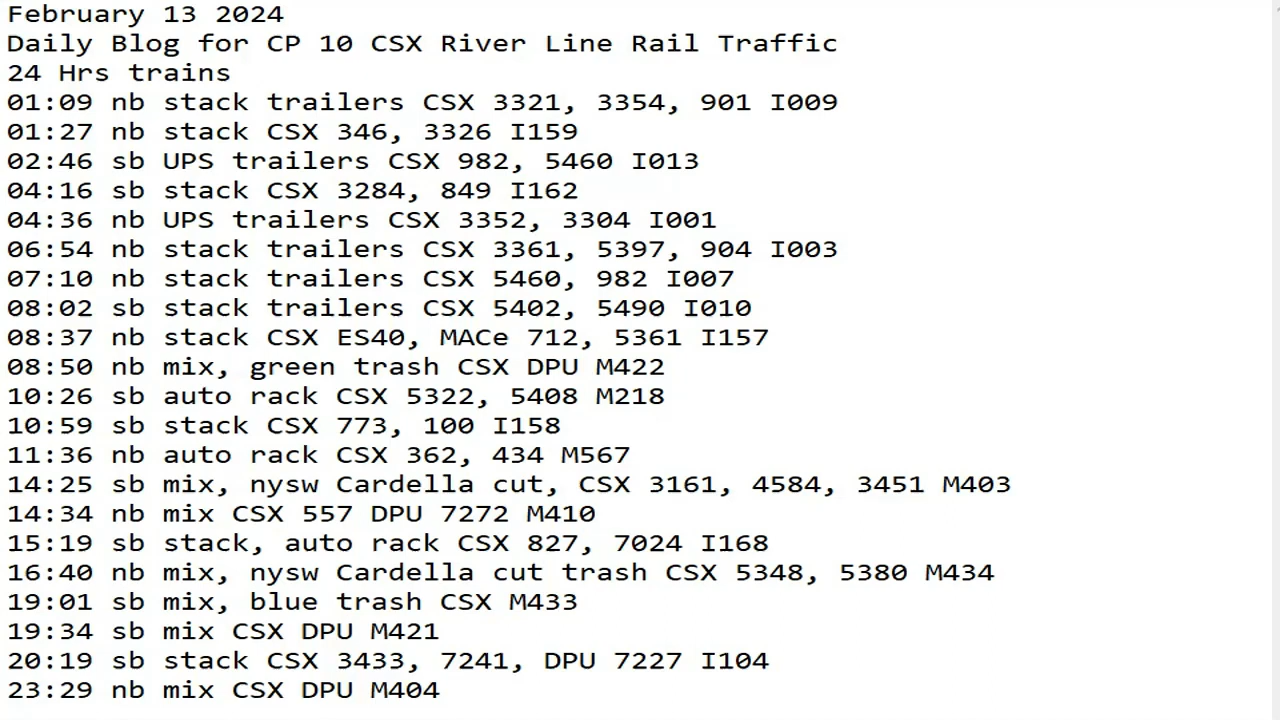 February 13 2024
Daily Blog for CP 10 CSX River Line Rail Traffic
24 Hrs trains
01:09 nb stack trailers CSX 3321, 3354, 901 I009
01:27 nb stack CSX 346, 3326 I159
02:46 sb UPS trailers CSX 982, 5460 I013
04:16 sb stack CSX 3284, 849 I162
04:36 nb UPS trailers CSX 3352, 3304 I001
06:54 nb stack trailers CSX 3361, 5397, 904 I003
07:10 nb stack trailers CSX 5460, 982 I007
08:02 sb stack trailers CSX 5402, 5490 I010
08:37 nb stack CSX ES40, MACe 712, 5361 I157
08:50 nb mix, green trash CSX DPU M422
10:26 sb auto rack CSX 5322, 5408 M218
10:59 sb stack CSX 773, 100 I158
11:36 nb auto rack CSX 362, 434 M567
14:25 sb mix, nysw Cardella cut, CSX 3161, 4584, 3451 M403
14:34 nb mix CSX 557 DPU 7272 M410
15:19 sb stack, auto rack CSX 827, 7024 I168
16:40 nb mix, nysw Cardella cut trash CSX 5348, 5380 M434
19:01 sb mix, blue trash CSX M433
19:34 sb mix CSX DPU M421
20:19 sb stack CSX 3433, 7241, DPU 7227 I104
23:29 nb mix CSX DPU M404